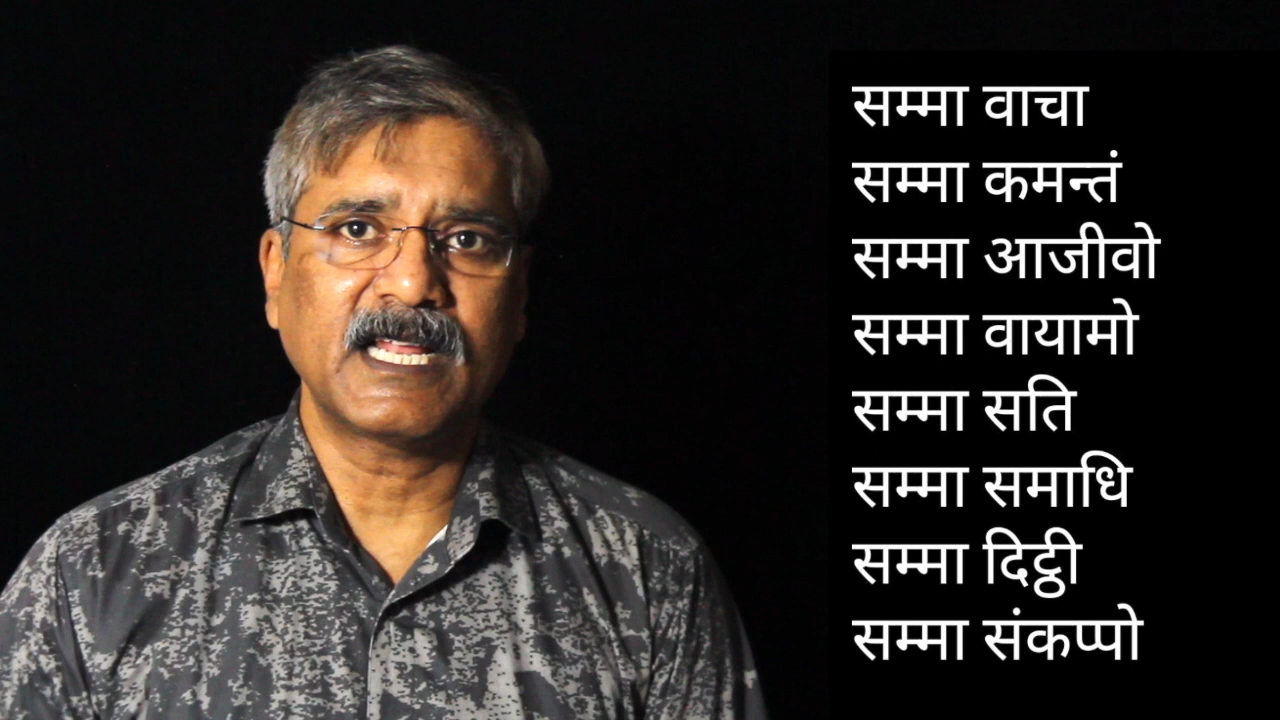 सम्मा वाचा
सम्मा कमन्तं
सम्मा आजीवो
सम्मा वायामो
सम्मा सति
सम्मा समाधि
सम्मा दिट्ठी
सम्मा संकप्पो